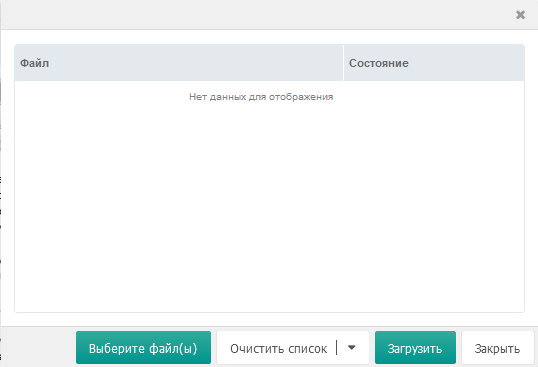 Файл Состояние
Нет данных для отображения
Выберите файл(ы) Очистить список Загрузить Закрыть